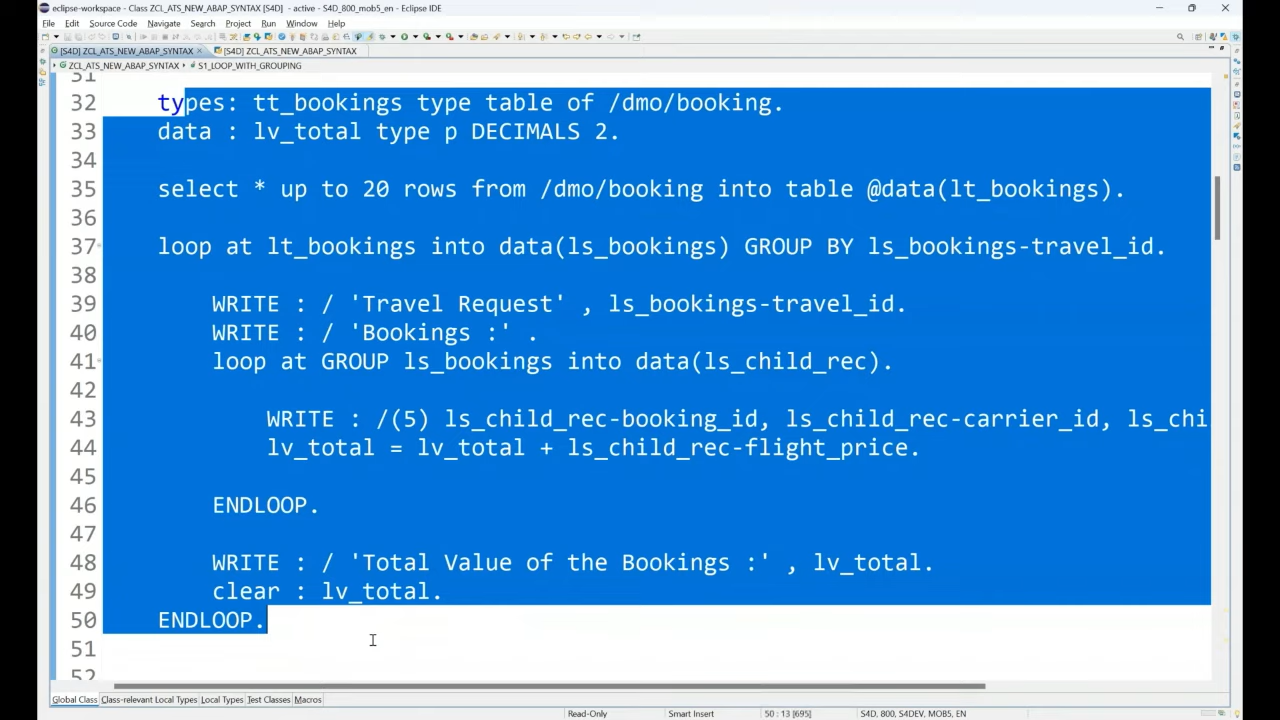 eclipse-workspace - Class ZCL_ATS_NEW_ABAP_SYNTAX [S4D] - active - S4D_800_mob5_en - Eclipse IDE
File Edit Source Code Navigate Search Project Run Window Help
[S4D] ZCL_ATS_NEW_ABAP_SYNTAX [S4D] ZCL_ATS_NEW_ABAP_SYNTAX
ZCL_ATS_NEW_ABAP_SYNTAX S1_LOOP_WITH_GROUPING
31
32 types: tt_bookings type table of /dmo/booking.
33 data : lv_total type p DECIMALS 2.
34
35 select * up to 20 rows from /dmo/booking into table @data(lt_bookings).
36
37 loop at lt_bookings into data(ls_bookings) GROUP BY ls_bookings-travel_id.
38
39 WRITE : / 'Travel Request' , ls_bookings-travel_id.
40 WRITE : / 'Bookings :' .
41 loop at GROUP ls_bookings into data(ls_child_rec).
42
43 WRITE : /(5) ls_child_rec-booking_id, ls_child_rec-carrier_id, ls_chi
44 lv_total = lv_total + ls_child_rec-flight_price.
45
46 ENDLOOP.
47
48 WRITE : / 'Total Value of the Bookings :' , lv_total.
49 clear : lv_total.
50 ENDLOOP.
51
52
Global Class Class-relevant Local Types Local Types Test Classes Macros
Read-Only Smart Insert 50 : 13 [695] S4D, 800, S4DEV, MOB5, EN